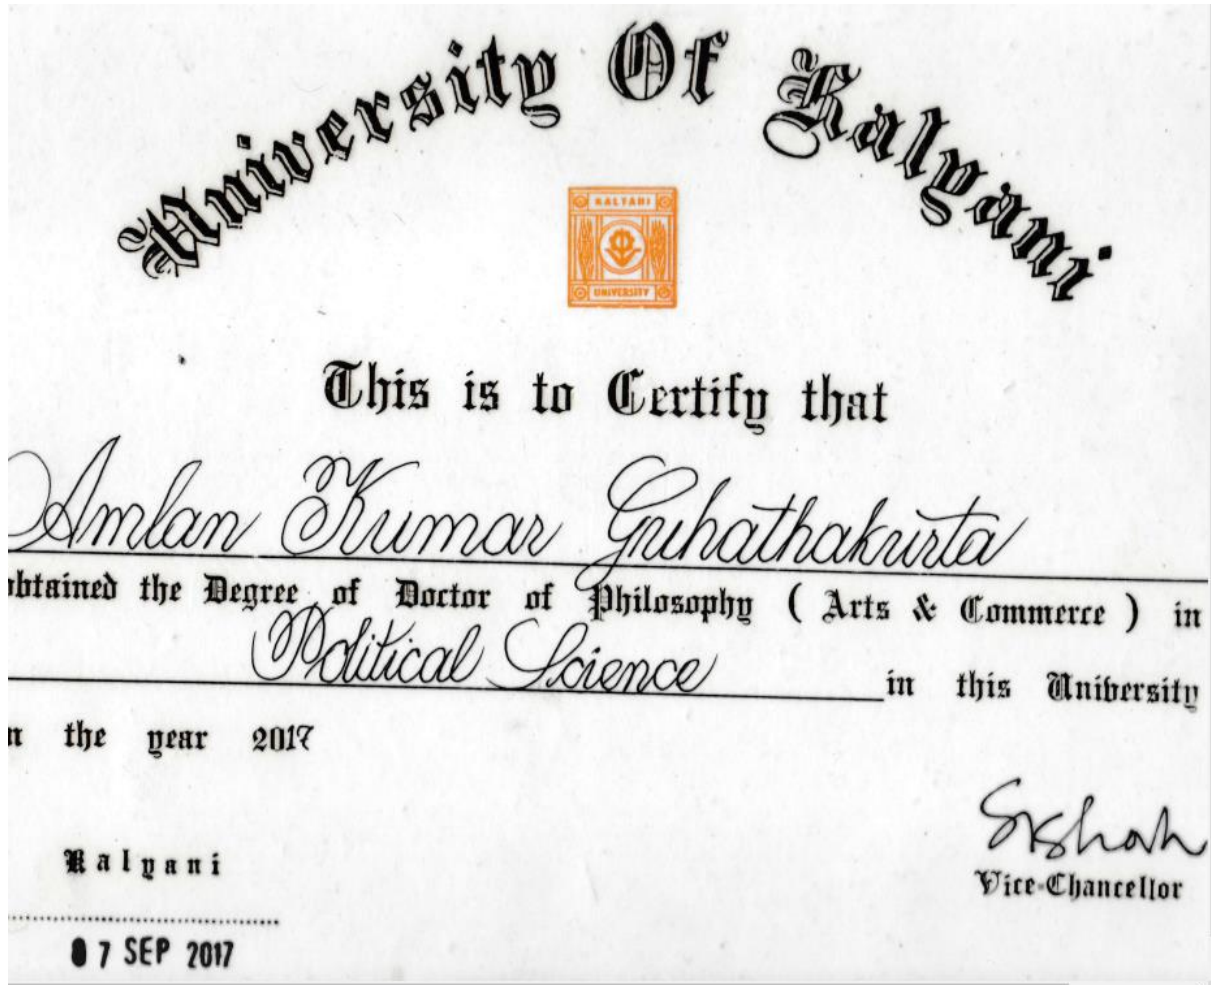 University Of Kalyani
KALYANI
UNIVERSITY
This is to Certify that
Amlan Kumar Guhathakurta
obtained the Degree of Doctor of Philosophy ( Arts & Commerce ) in
Political Science in this University
n the year 2017
Kalyani
Vice-Chancellor
07 SEP 2017